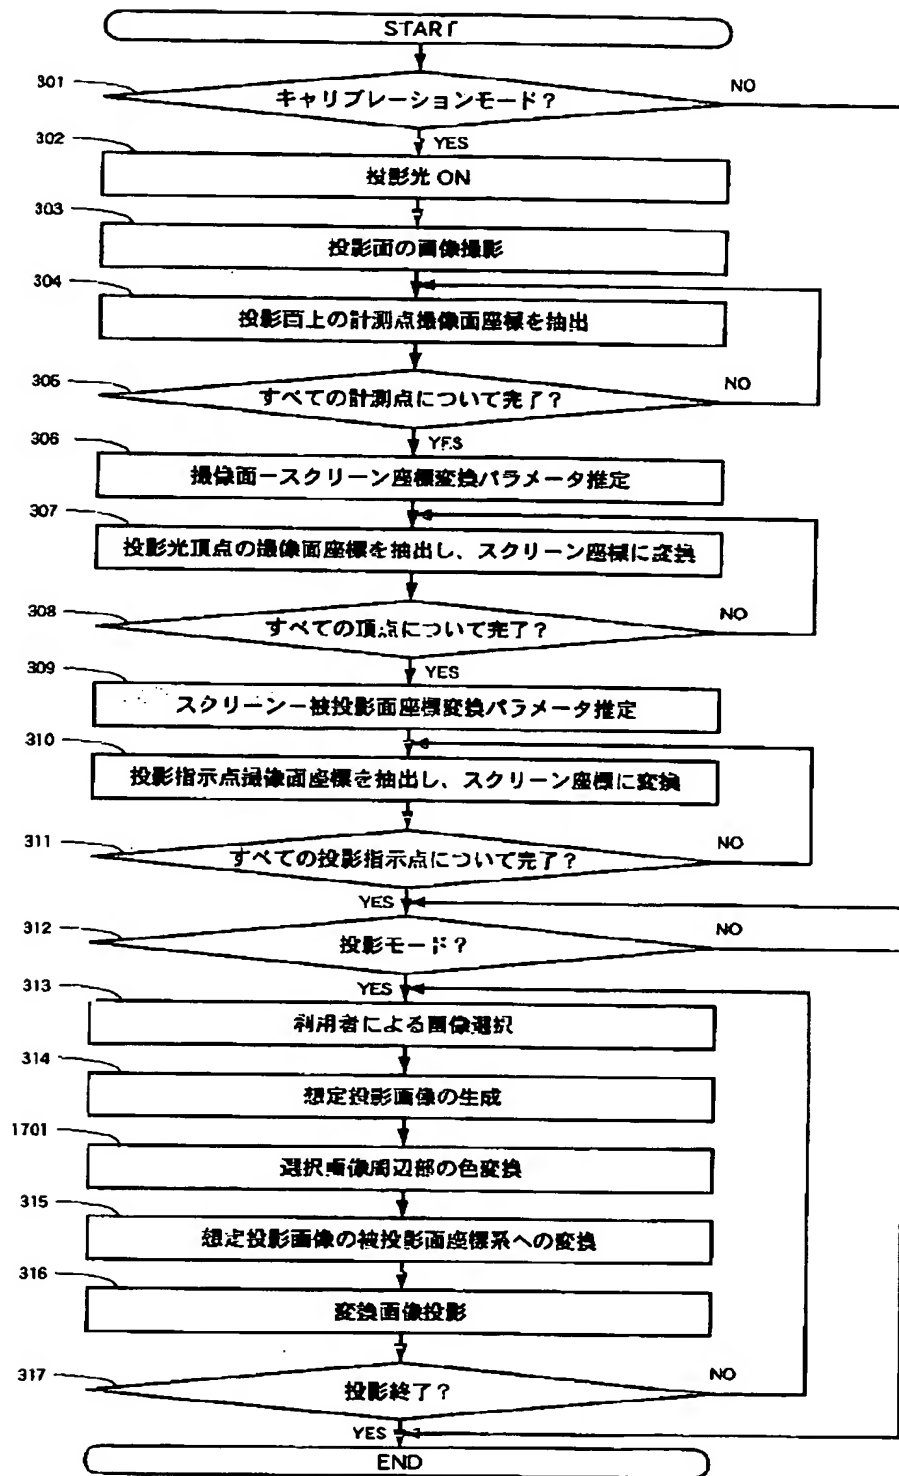 START
301
キャリブレーションモード?
NO
YES
302
投影光 ON
303
投影面の画像撮影
304
投影面上の計測点撮像面座標を抽出
305
すべての計測点について完了?
NO
YES
306
撮像面-スクリーン座標変換パラメータ推定
307
投影光頂点の撮像面座標を抽出し、スクリーン座標に変換
308
すべての頂点について完了?
NO
YES
309
スクリーン-被投影面座標変換パラメータ推定
310
投影指示点撮像面座標を抽出し、スクリーン座標に変換
311
すべての投影指示点について完了?
NO
YES
312
投影モード?
NO
YES
313
利用者による画像選択
314
想定投影画像の生成
1701
選択画像周辺部の色変換
315
想定投影画像の被投影面座標系への変換
316
変換画像投影
317
投影終了?
NO
YES
END